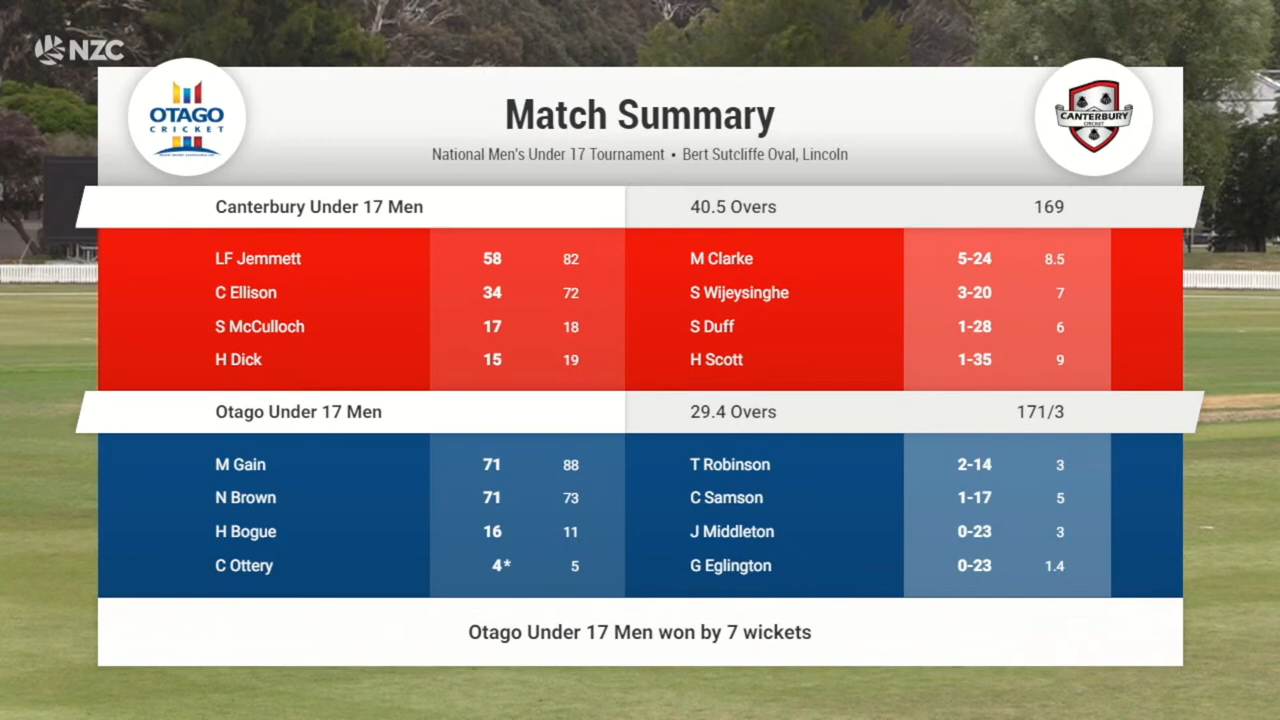 NZC
OTAGO
CRICKET
Match Summary
CANTERBURY
CRICKET
National Men's Under 17 Tournament • Bert Sutcliffe Oval, Lincoln
Canterbury Under 17 Men 40.5 Overs 169
LF Jemmett 58 82 M Clarke 5-24 8.5
C Ellison 34 72 S Wijeysinghe 3-20 7
S McCulloch 17 18 S Duff 1-28 6
H Dick 15 19 H Scott 1-35 9
Otago Under 17 Men 29.4 Overs 171/3
M Gain 71 88 T Robinson 2-14 3
N Brown 71 73 C Samson 1-17 5
H Bogue 16 11 J Middleton 0-23 3
C Ottery 4* 5 G Eglington 0-23 1.4
Otago Under 17 Men won by 7 wickets